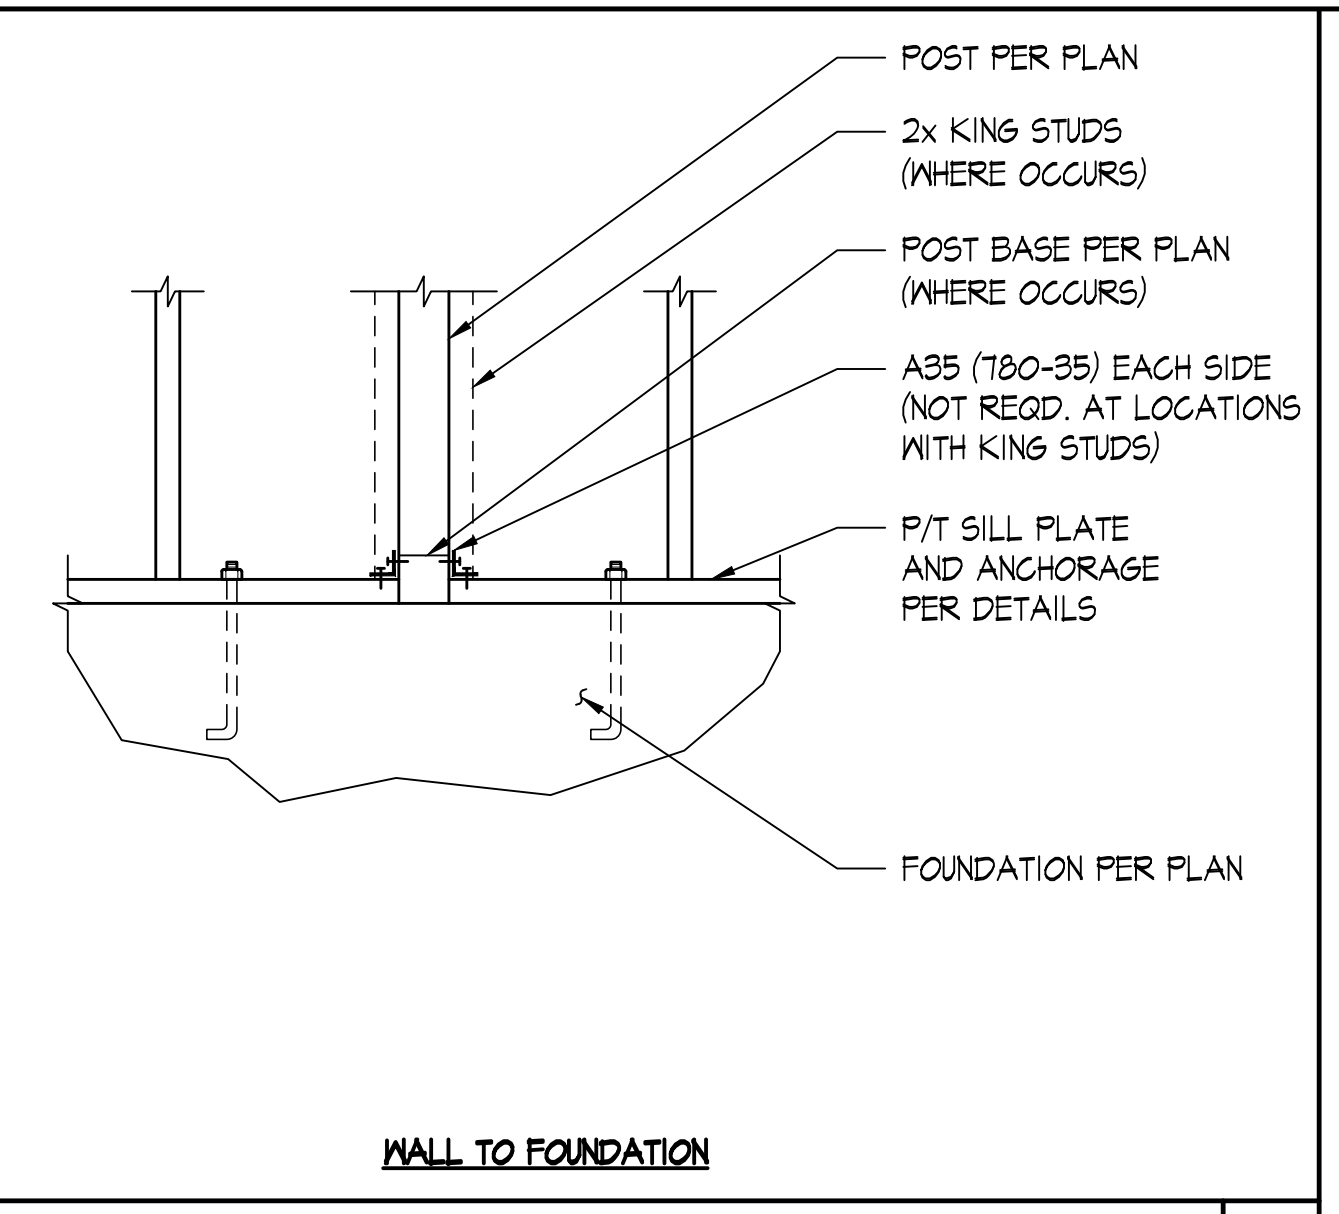 POST PER PLAN
2x KING STUDS
(WHERE OCCURS)
POST BASE PER PLAN
(WHERE OCCURS)
A35 (780-35) EACH SIDE
(NOT REQD. AT LOCATIONS
WITH KING STUDS)
P/T SILL PLATE
AND ANCHORAGE
PER DETAILS
FOUNDATION PER PLAN
WALL TO FOUNDATION